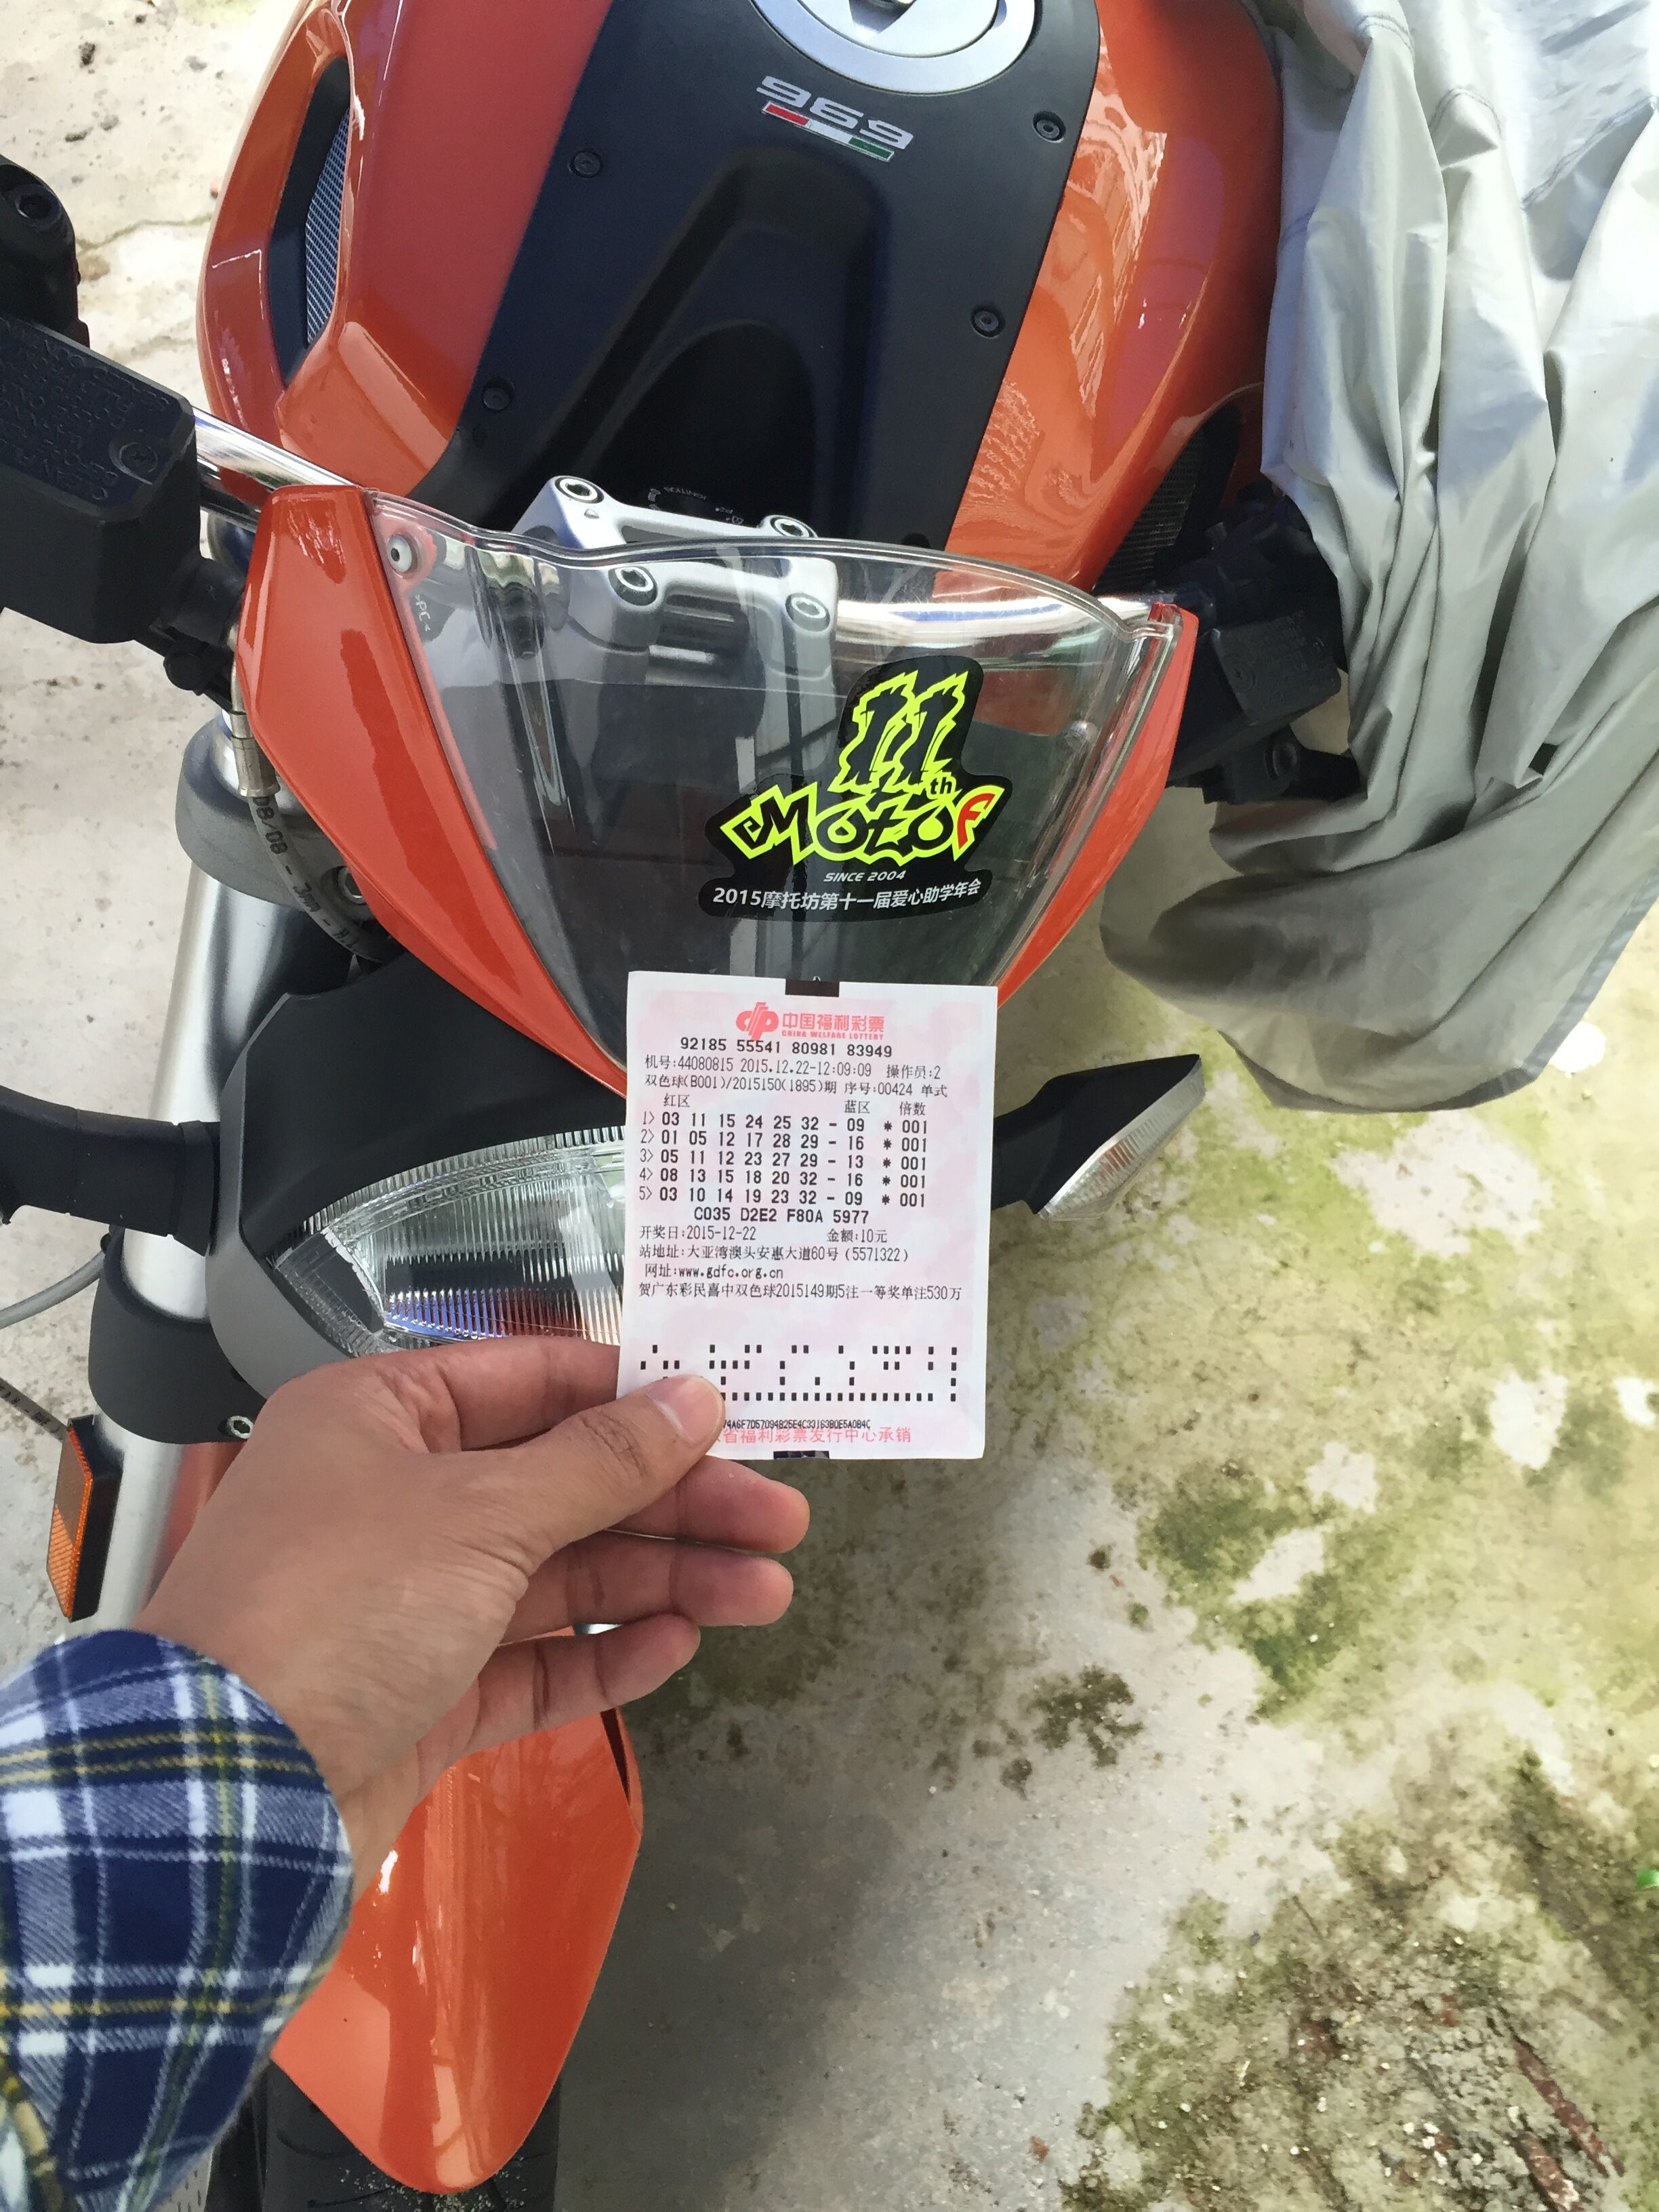 969
>PC<
11th
MotoF
SINCE 2004
2015摩托坊第十一届爱心助学年会
中国福利彩票
CHINA WELFARE LOTTERY
92185 55541 80981 83949
机号:44080815 2015.12.22-12:09:09 操作员:2
双色球(B001)/2015150(1895)期 序号:00424 单式
红区 蓝区 倍数
1> 03 11 15 24 25 32 - 09 * 001
2> 01 05 12 17 28 29 - 16 * 001
3> 05 11 12 23 27 29 - 13 * 001
4> 08 13 15 18 20 32 - 16 * 001
5> 03 10 14 19 23 32 - 09 * 001
C035 D2E2 F80A 5977
开奖日:2015-12-22 金额:10元
站地址:大亚湾澳头安惠大道60号(5571322)
网址:www.gdfc.org.cn
贺广东彩民喜中双色球2015149期5注一等奖单注530万
74A6F7D57094B25E4C33163B0E5A0B4C
省福利彩票发行中心承销